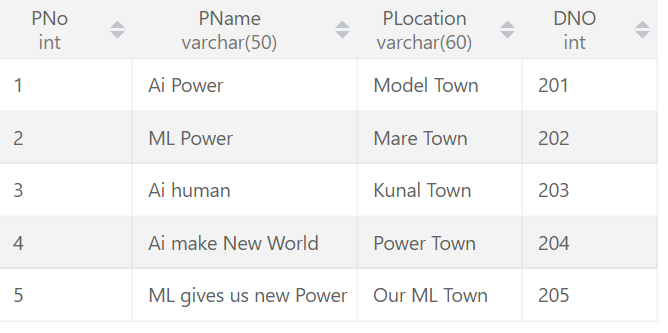 PNo PName PLocation DNO
int varchar(50) varchar(60) int
1 Ai Power Model Town 201
2 ML Power Mare Town 202
3 Ai human Kunal Town 203
4 Ai make New World Power Town 204
5 ML gives us new Power Our ML Town 205